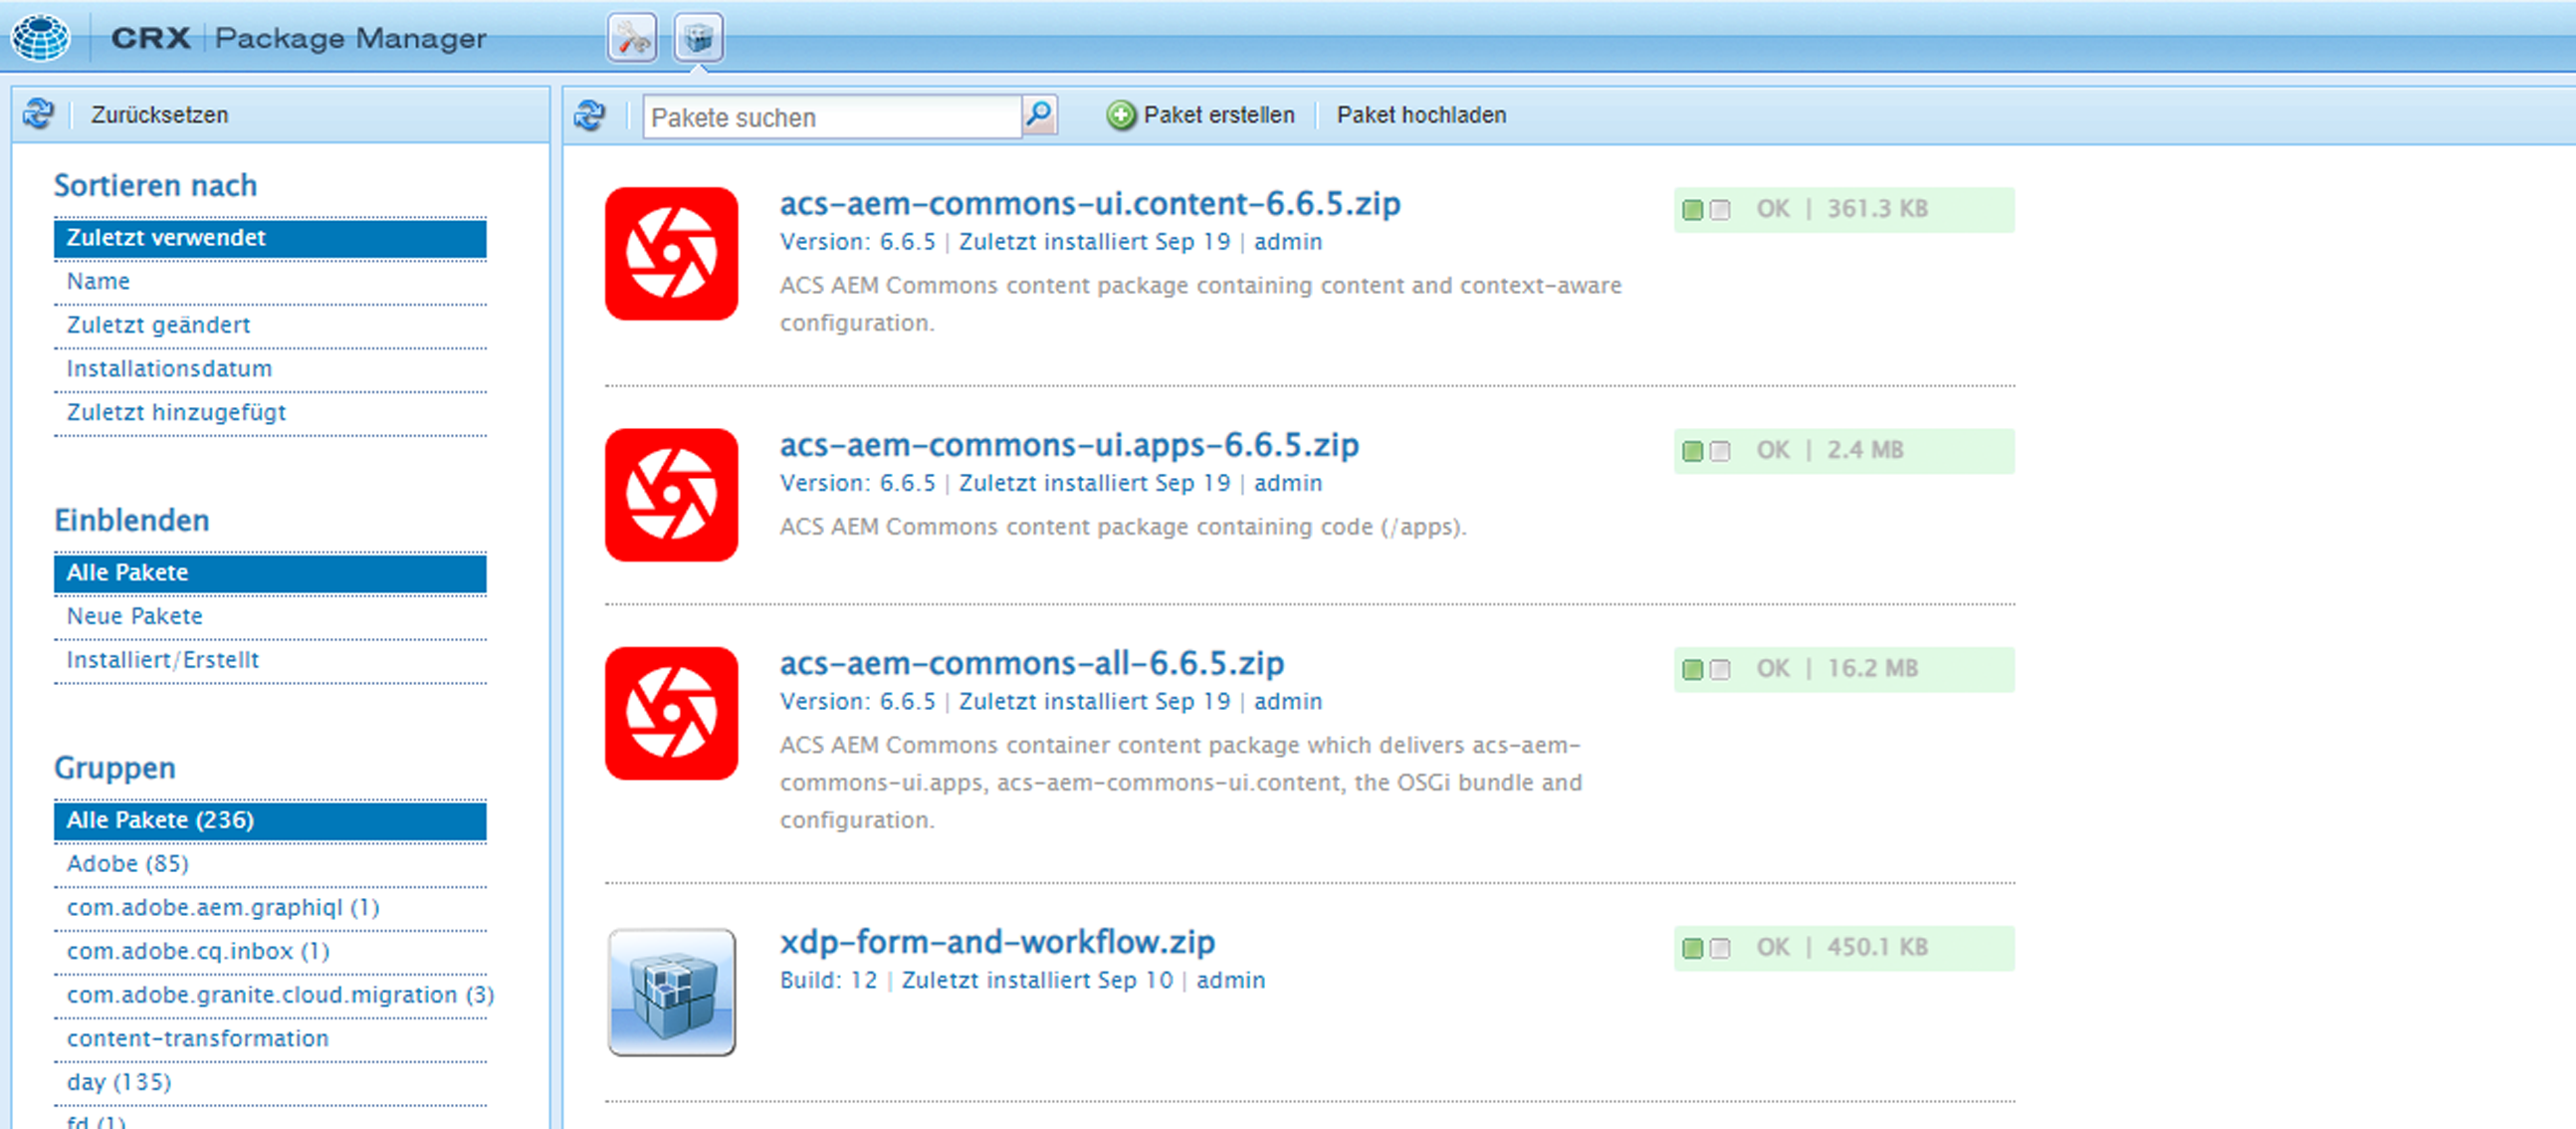 CRX Package Manager
Zurücksetzen
Sortieren nach
Zuletzt verwendet
Name
Zuletzt geändert
Installationsdatum
Zuletzt hinzugefügt
Einblenden
Alle Pakete
Neue Pakete
Installiert/Erstellt
Gruppen
Alle Pakete (236)
Adobe (85)
com.adobe.aem.graphiql (1)
com.adobe.cq.inbox (1)
com.adobe.granite.cloud.migration (3)
content-transformation
day (135)
fd (1)
Pakete suchen
Paket erstellen
Paket hochladen
acs-aem-commons-ui.content-6.6.5.zip
Version: 6.6.5 | Zuletzt installiert Sep 19 | admin
ACS AEM Commons content package containing content and context-aware
configuration.
OK | 361.3 KB
acs-aem-commons-ui.apps-6.6.5.zip
Version: 6.6.5 | Zuletzt installiert Sep 19 | admin
ACS AEM Commons content package containing code (/apps).
OK | 2.4 MB
acs-aem-commons-all-6.6.5.zip
Version: 6.6.5 | Zuletzt installiert Sep 19 | admin
ACS AEM Commons container content package which delivers acs-aem-
commons-ui.apps, acs-aem-commons-ui.content, the OSGi bundle and
configuration.
OK | 16.2 MB
xdp-form-and-workflow.zip
Build: 12 | Zuletzt installiert Sep 10 | admin
OK | 450.1 KB